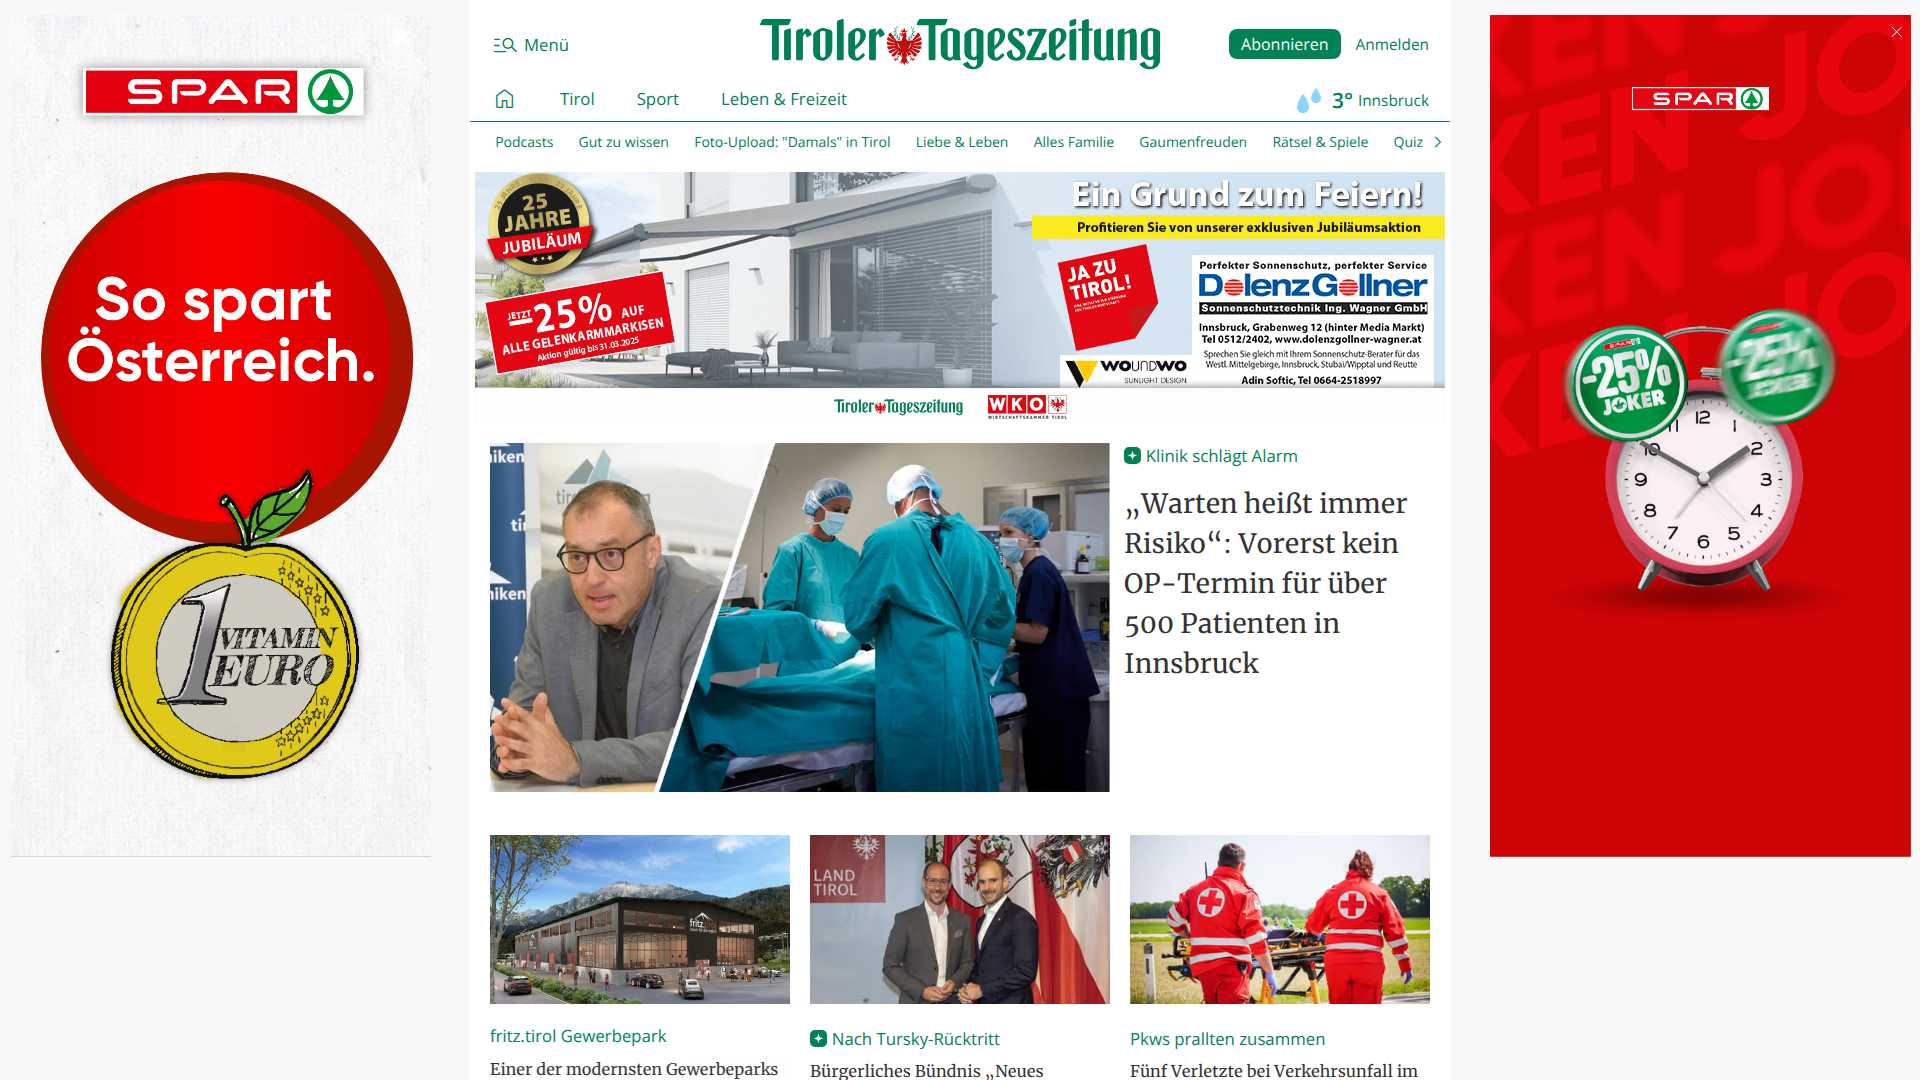 SPAR
So spart
Österreich.
1 VITAMIN
EURO
Menü
Tiroler Tageszeitung
Abonnieren
Anmelden
Tirol
Sport
Leben & Freizeit
3° Innsbruck
Podcasts
Gut zu wissen
Foto-Upload: "Damals" in Tirol
Liebe & Leben
Alles Familie
Gaumenfreuden
Rätsel & Spiele
Quiz
25
JAHRE
JUBILÄUM
JETZT
–25% AUF
ALLE GELENKARMMARKISEN
Aktion gültig bis 31.03.2025
Ein Grund zum Feiern!
Profitieren Sie von unserer exklusiven Jubiläumsaktion
JA ZU
TIROL!
Perfekter Sonnenschutz, perfekter Service
Dolenz Gollner
Sonnenschutztechnik Ing. Wagner GmbH
Innsbruck, Grabenweg 12 (hinter Media Markt)
Tel 0512/2402, www.dolenzgollner-wagner.at
Sprechen Sie gleich mit Ihrem Sonnenschutz-Berater für das
Westl. Mittelgebirge, Innsbruck, Stubai/Wipptal und Reutte
Adin Softic, Tel 0664-2518997
WOUNDWO
SUNLIGHT DESIGN
Tiroler Tageszeitung
WKO
WIRTSCHAFTSKAMMER TIROL
Klinik schlägt Alarm
„Warten heißt immer
Risiko“: Vorerst kein
OP-Termin für über
500 Patienten in
Innsbruck
fritz.
LAND
TIROL
fritz.tirol Gewerbepark
Einer der modernsten Gewerbeparks
Nach Tursky-Rücktritt
Bürgerliches Bündnis „Neues
Pkws prallten zusammen
Fünf Verletzte bei Verkehrsunfall im
SPAR
-25%
JOKER
-25%
JOKER
12
11 1
10 2
9 3
8 4
7 5
6